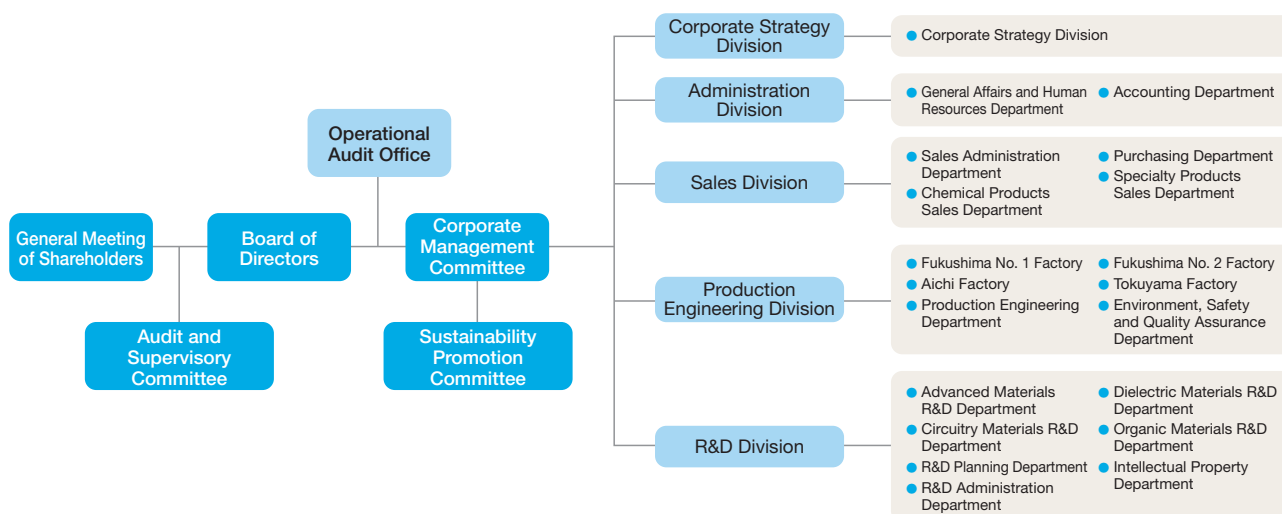 Operational
Audit Office
General Meeting
of Shareholders
Board of
Directors
Corporate
Management
Committee
Audit and
Supervisory
Committee
Sustainability
Promotion
Committee
Corporate Strategy
Division
Corporate Strategy Division
Administration
Division
General Affairs and Human
Resources Department
Accounting Department
Sales Division
Sales Administration
Department
Chemical Products
Sales Department
Purchasing Department
Specialty Products
Sales Department
Production
Engineering Division
Fukushima No. 1 Factory
Aichi Factory
Production Engineering
Department
Fukushima No. 2 Factory
Tokuyama Factory
Environment, Safety
and Quality Assurance
Department
R&D Division
Advanced Materials
R&D Department
Circuitry Materials R&D
Department
R&D Planning Department
R&D Administration
Department
Dielectric Materials R&D
Department
Organic Materials R&D
Department
Intellectual Property
Department